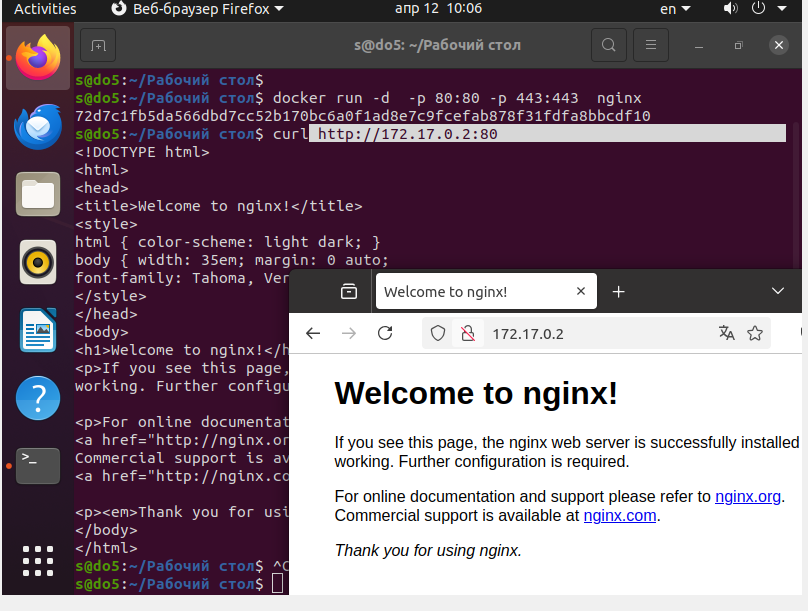 Activities Веб-браузер Firefox апр 12 10:06 en
s@do5: ~/Рабочий стол
s@do5:~/Рабочий стол$
s@do5:~/Рабочий стол$ docker run -d  -p 80:80 -p 443:443  nginx
72d7c1fb5da566dbd7cc52b170bc6a0f1ad8e7c9fcefab878f31fdfa8bbcdf10
s@do5:~/Рабочий стол$ curl http://172.17.0.2:80
<!DOCTYPE html>
<html>
<head>
<title>Welcome to nginx!</title>
<style>
html { color-scheme: light dark; }
body { width: 35em; margin: 0 auto;
font-family: Tahoma, Ver
</style>
</head>
<body>
<h1>Welcome to nginx!</h
<p>If you see this page,
working. Further configu
<p>For online documentat
<a href="http://nginx.or
Commercial support is av
<a href="http://nginx.co
<p><em>Thank you for usi
</body>
</html>
s@do5:~/Рабочий стол$ ^C
s@do5:~/Рабочий стол$
Welcome to nginx!
172.17.0.2
Welcome to nginx!
If you see this page, the nginx web server is successfully installed
working. Further configuration is required.
For online documentation and support please refer to nginx.org.
Commercial support is available at nginx.com.
Thank you for using nginx.